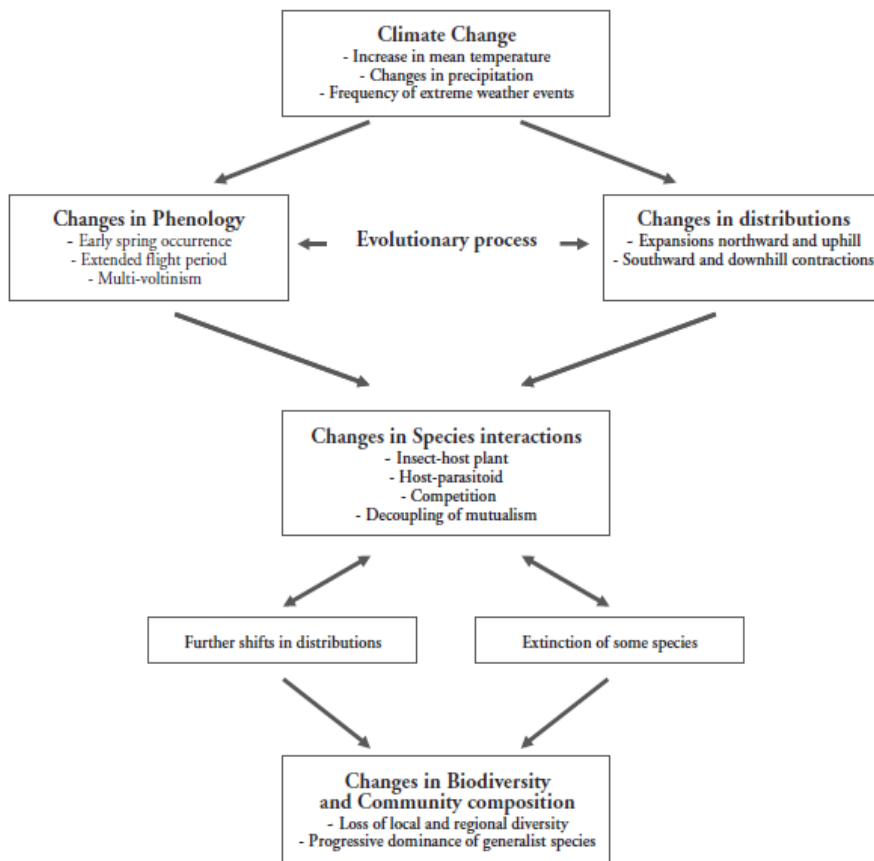 Climate Change
- Increase in mean temperature
- Changes in precipitation
- Frequency of extreme weather events
Changes in Phenology
- Early spring occurrence
- Extended flight period
- Multi-voltinism
Evolutionary process
Changes in distributions
- Expansions northward and uphill
- Southward and downhill contractions
Changes in Species interactions
- Insect-host plant
- Host-parasitoid
- Competition
- Decoupling of mutualism
Further shifts in distributions
Extinction of some species
Changes in Biodiversity
and Community composition
- Loss of local and regional diversity
- Progressive dominance of generalist species